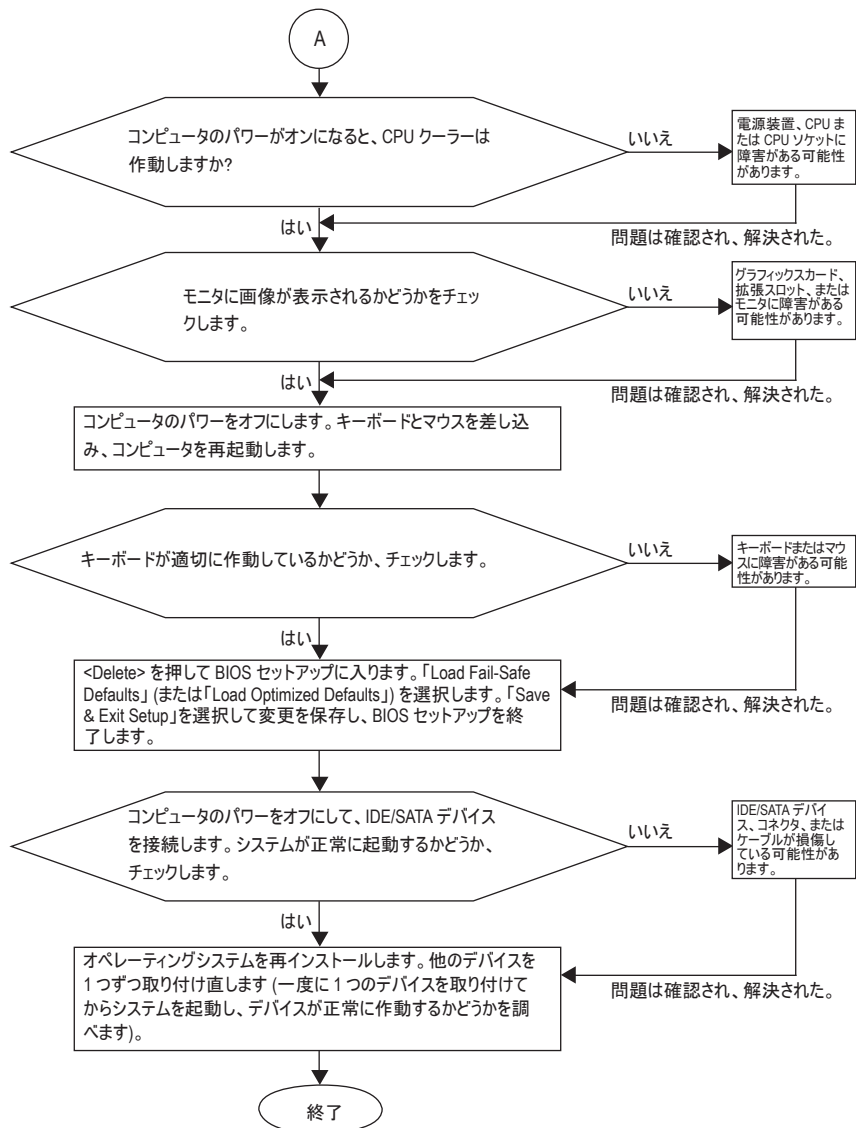 A
コンピュータのパワーがオンになると、CPU クーラーは
作動しますか?
いいえ
電源装置、CPU ま
たは CPU ソケットに
障害がある可能性
があります。
はい
問題は確認され、解決された。
モニタに画像が表示されるかどうかをチェッ
クします。
いいえ
グラフィックスカード、
拡張スロット、または
モニタに障害がある
可能性があります。
はい
問題は確認され、解決された。
コンピュータのパワーをオフにします。キーボードとマウスを差し込
み、コンピュータを再起動します。
キーボードが適切に作動しているかどうか、チェックします。
いいえ
キーボードまたはマウ
スに障害がある可能
性があります。
はい
<Delete> を押して BIOS セットアップに入ります。「Load Fail-Safe
Defaults」 (または「Load Optimized Defaults」) を選択します。「Save
& Exit Setup」を選択して変更を保存し、BIOS セットアップを終
了します。
問題は確認され、解決された。
コンピュータのパワーをオフにして、IDE/SATA デバイス
を接続します。システムが正常に起動するかどうか、
チェックします。
いいえ
IDE/SATA デバイ
ス、コネクタ、または
ケーブルが損傷し
ている可能性があ
ります。
はい
オペレーティングシステムを再インストールします。他のデバイスを
1 つずつ取り付け直します (一度に 1 つのデバイスを取り付けて
からシステムを起動し、デバイスが正常に作動するかどうかを調
べます)。
問題は確認され、解決された。
終了